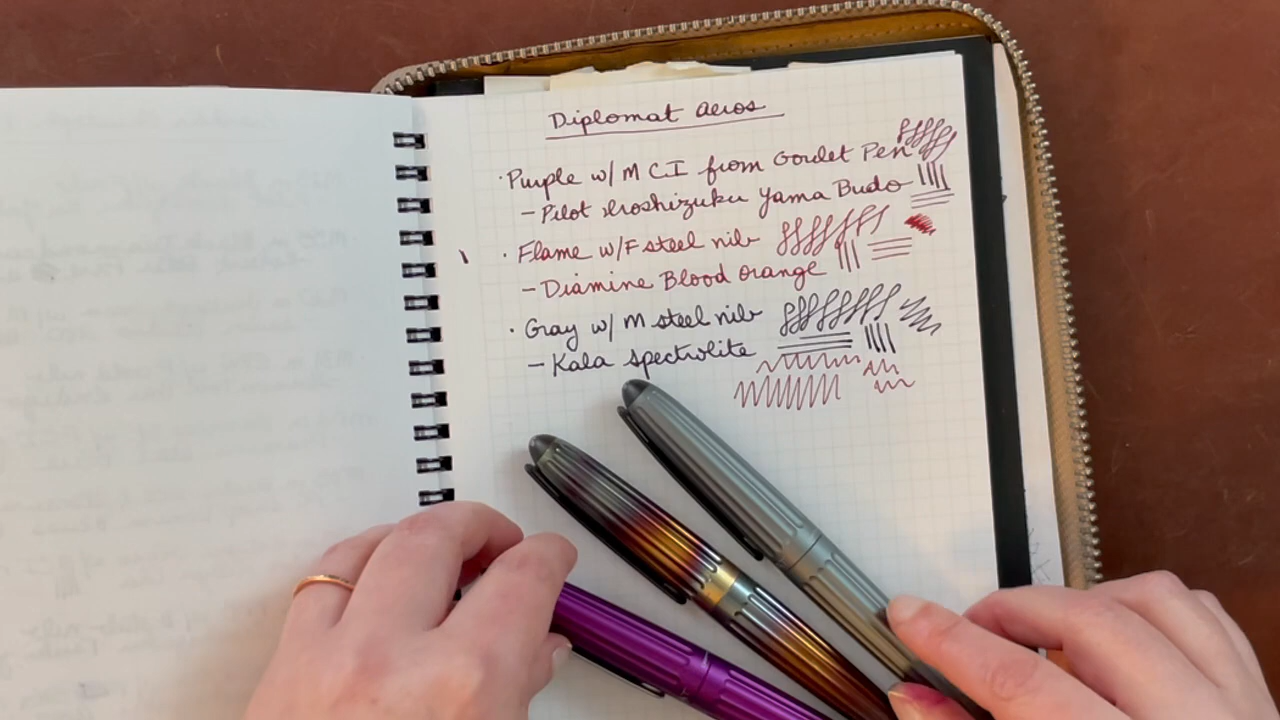 Diplomat Aeros
· Purple w/ M CI from Goulet Pen
- Pilot Iroshizuku Yama Budo
· Flame w/ F steel nib
- Diamine Blood orange
· Gray w/ M steel nib
- Kala spectrolite